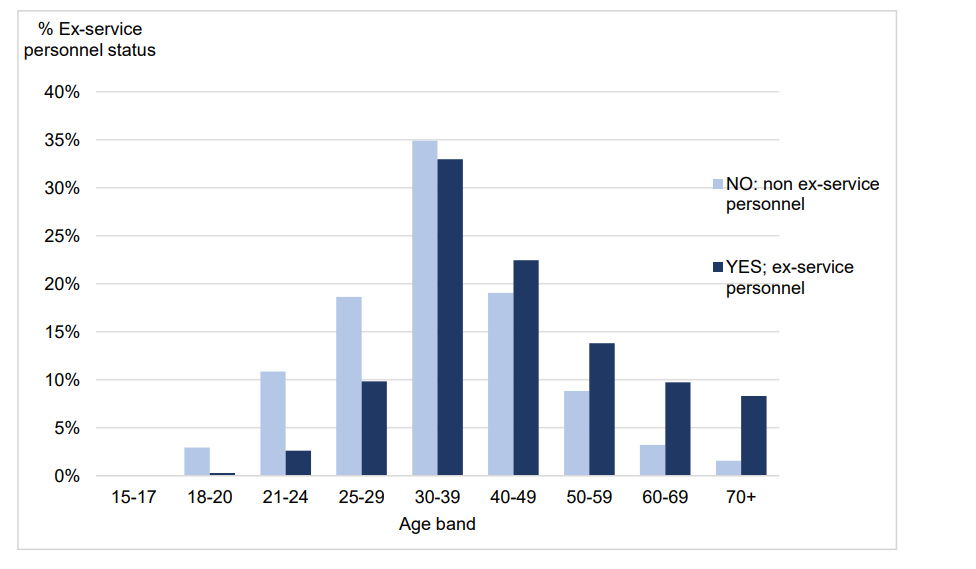 % Ex-service
personnel status
40%
35%
30%
25%
20%
15%
10%
5%
0%
15-17 18-20 21-24 25-29 30-39 40-49 50-59 60-69 70+
Age band
NO: non ex-service
personnel
YES; ex-service
personnel